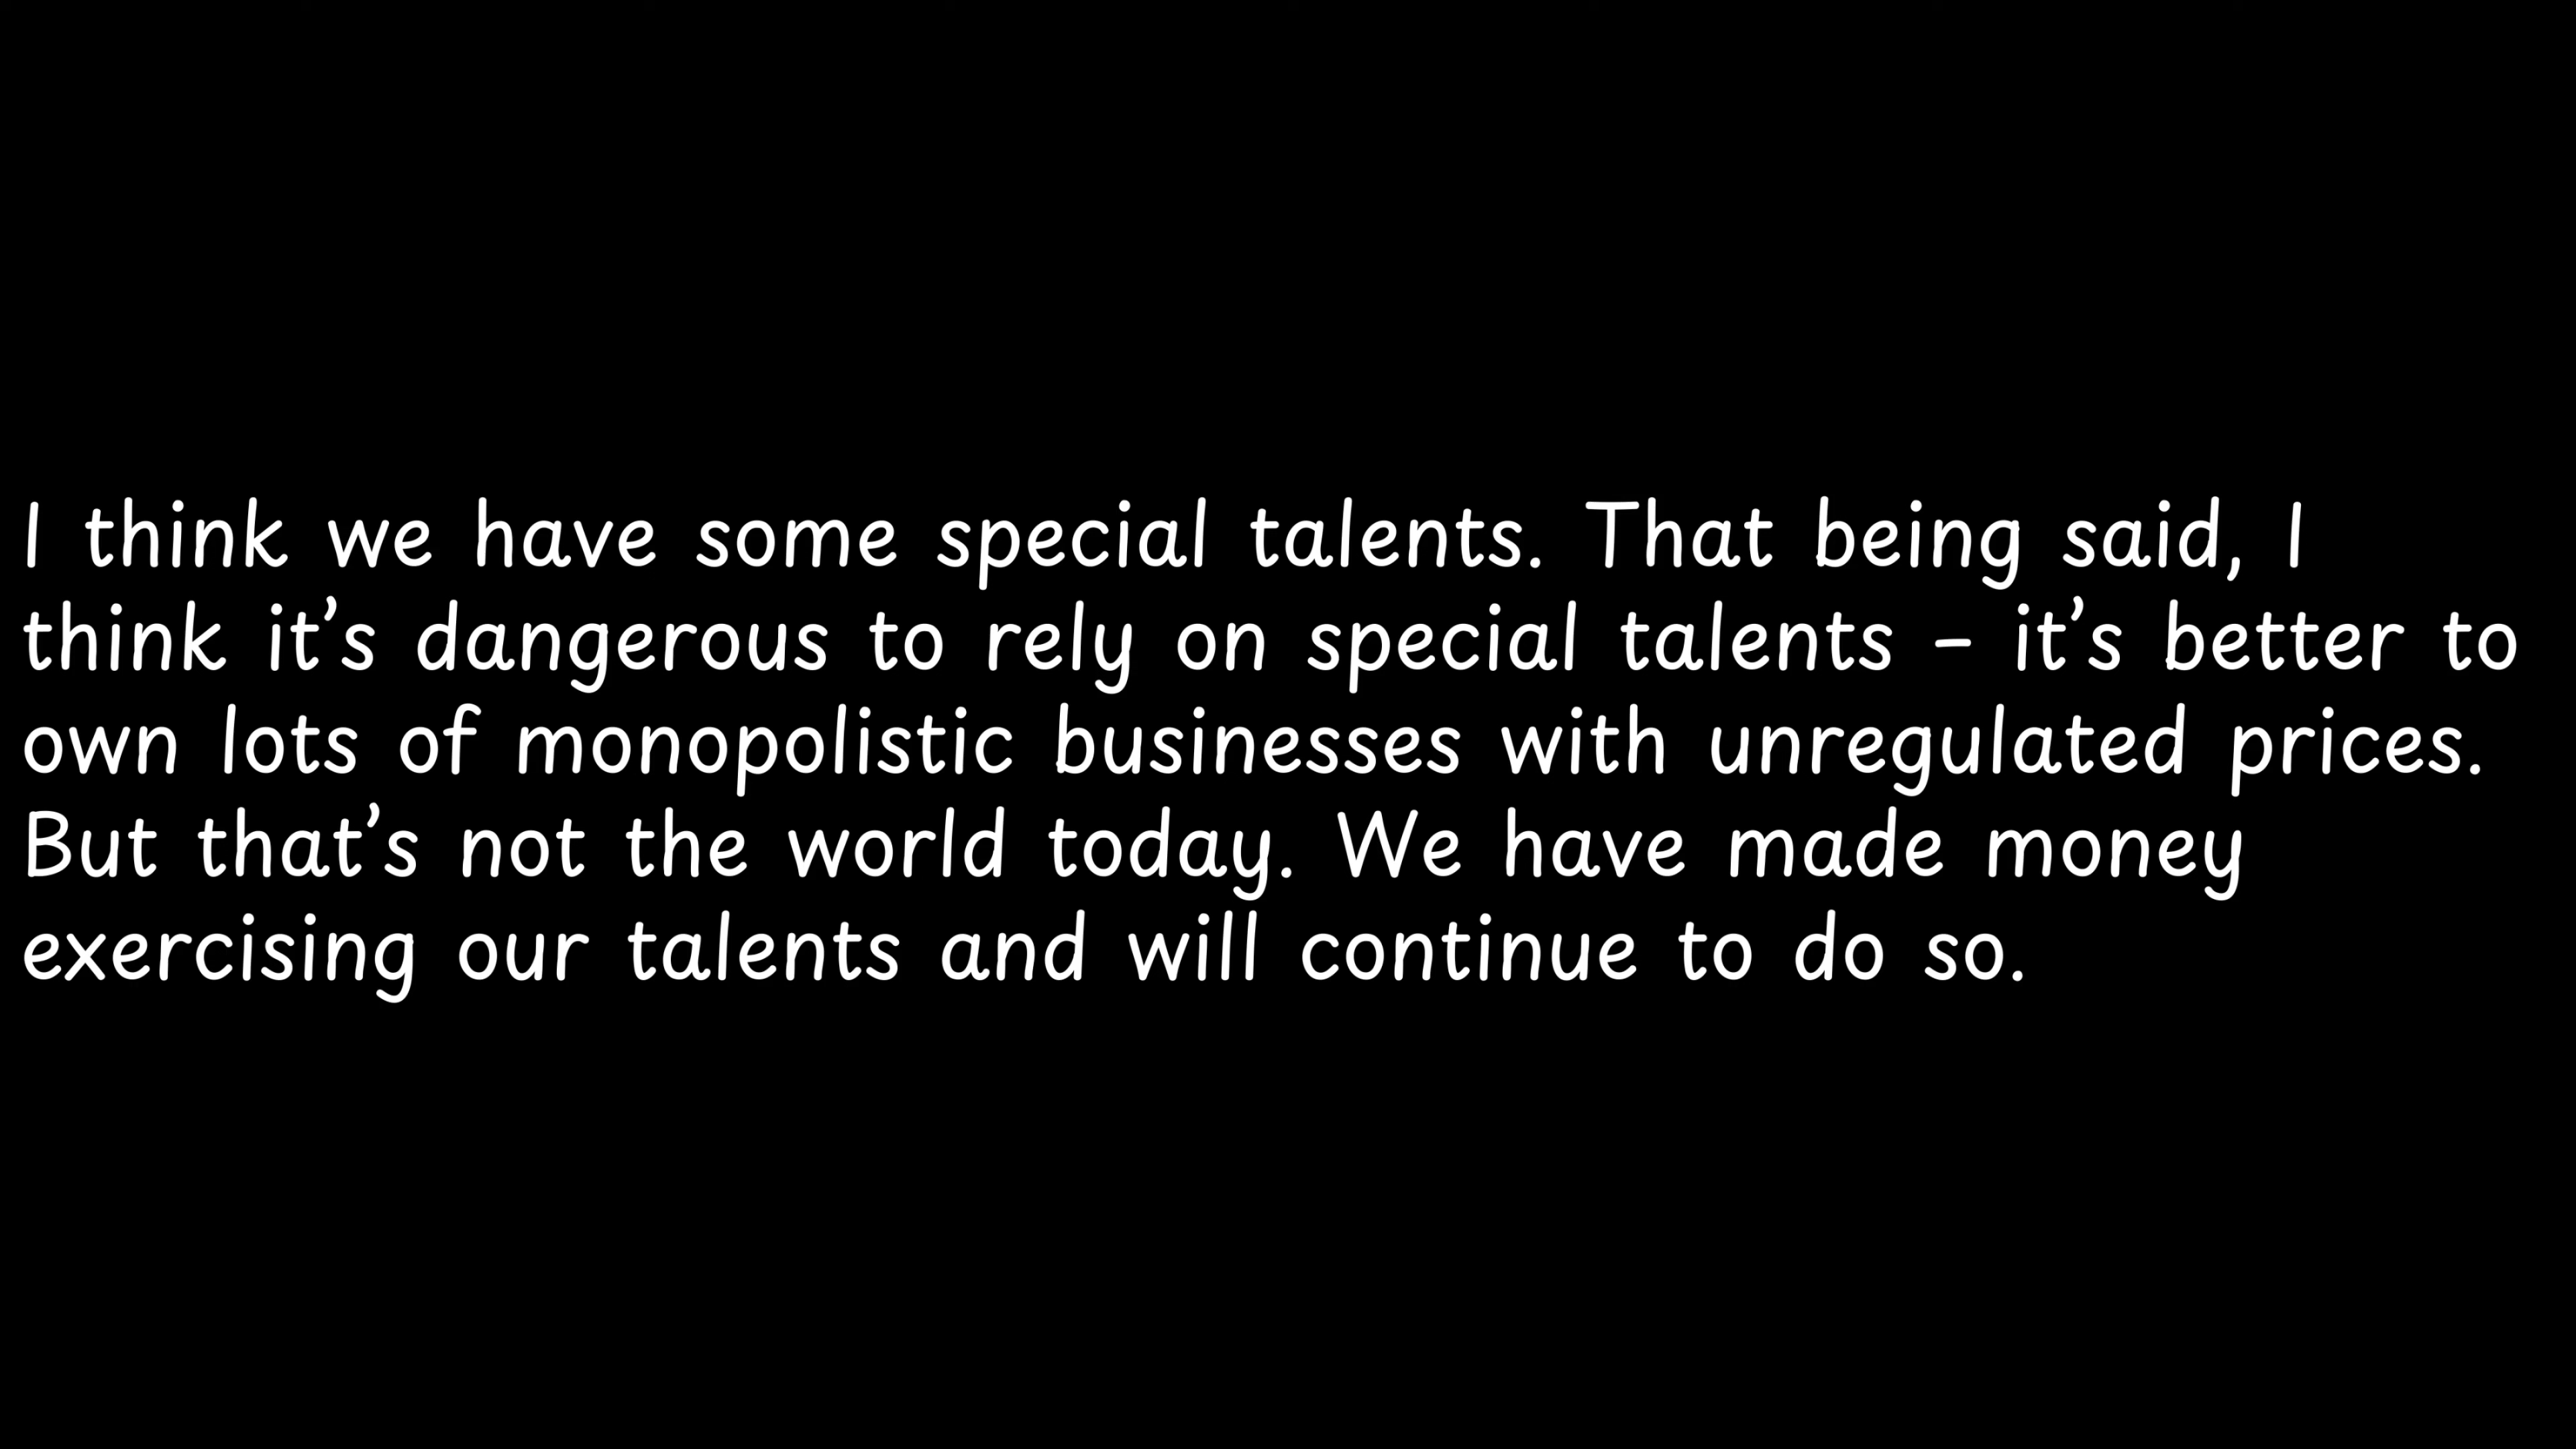 I think we have some special talents. That being said, I
think it’s dangerous to rely on special talents - it’s better to
own lots of monopolistic businesses with unregulated prices.
But that’s not the world today. We have made money
exercising our talents and will continue to do so.